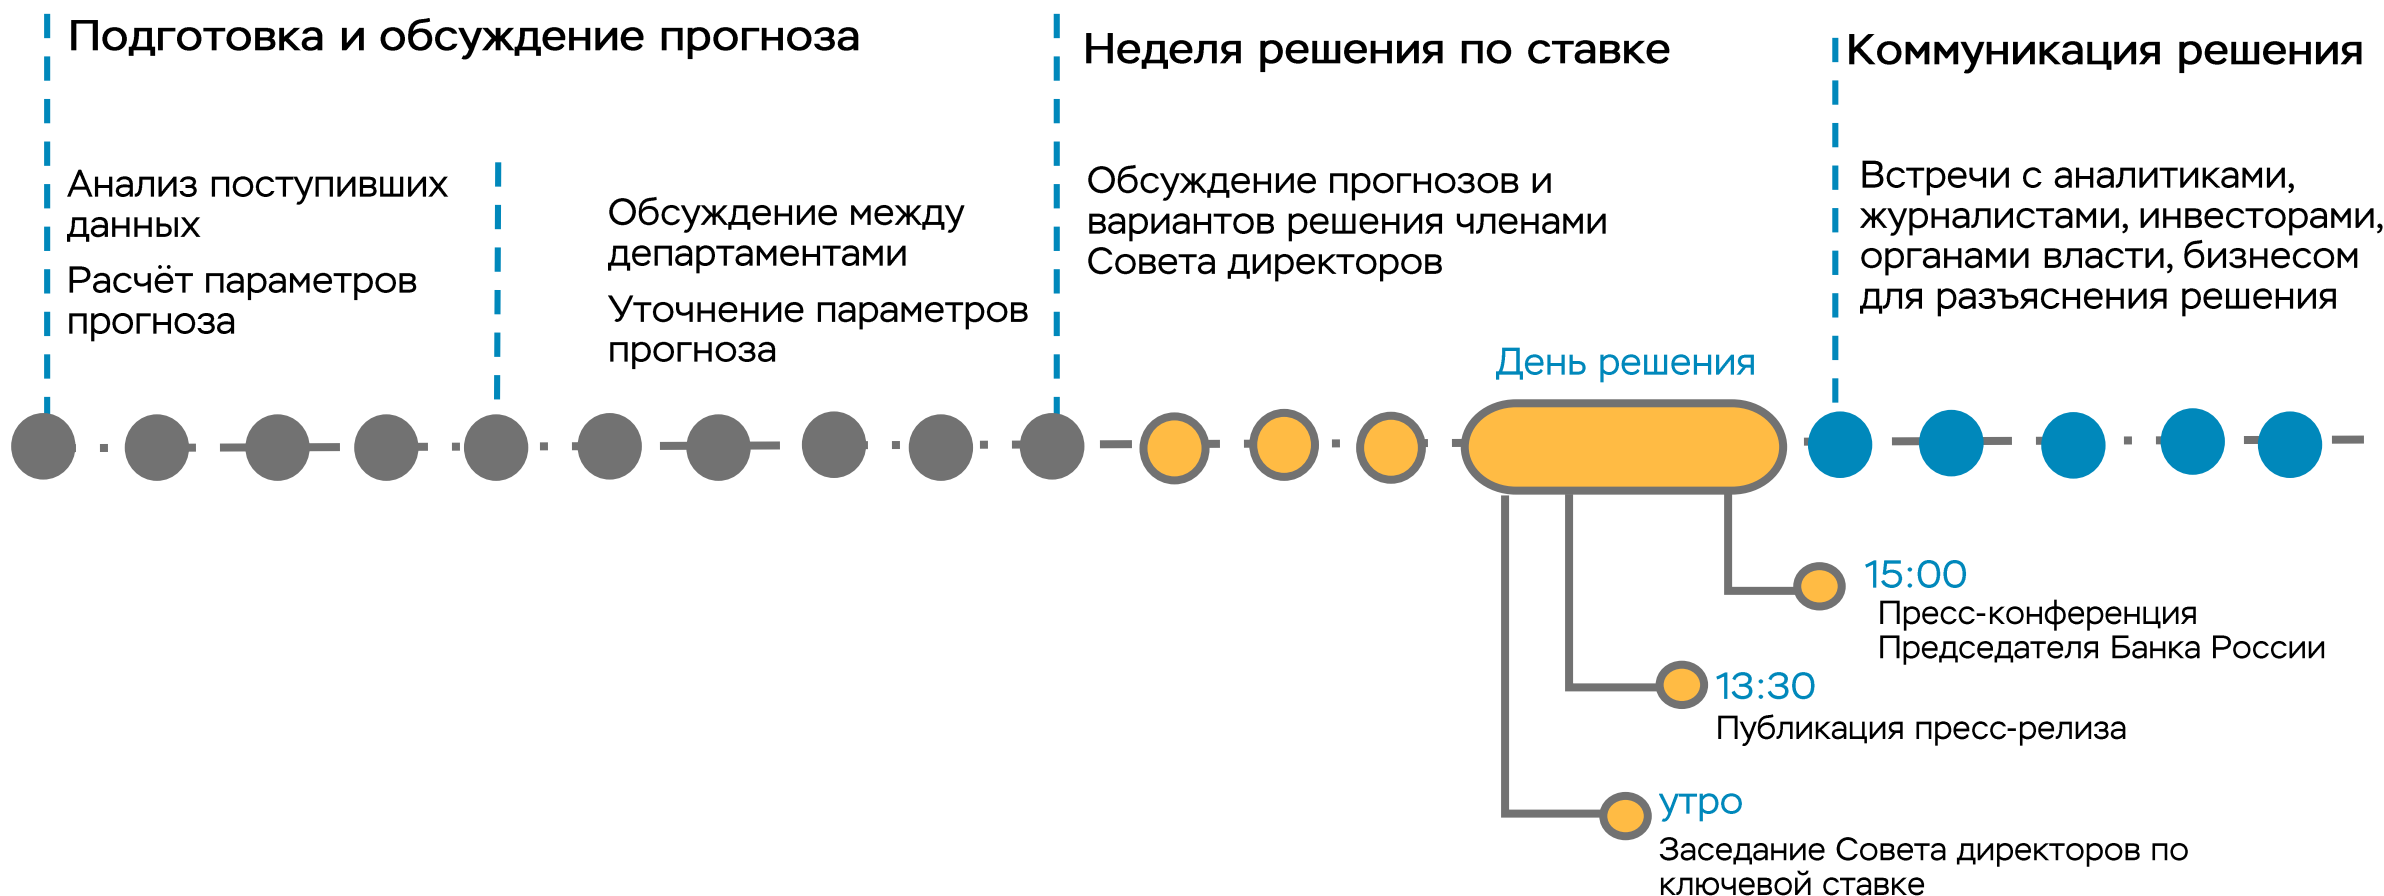 Подготовка и обсуждение прогноза
Анализ поступивших
данных
Расчёт параметров
прогноза
Обсуждение между
департаментами
Уточнение параметров
прогноза
Неделя решения по ставке
Обсуждение прогнозов и
вариантов решения членами
Совета директоров
День решения
Коммуникация решения
Встречи с аналитиками,
журналистами, инвесторами,
органами власти, бизнесом
для разъяснения решения
15:00
Пресс-конференция
Председателя Банка России
13:30
Публикация пресс-релиза
утро
Заседание Совета директоров по
ключевой ставке